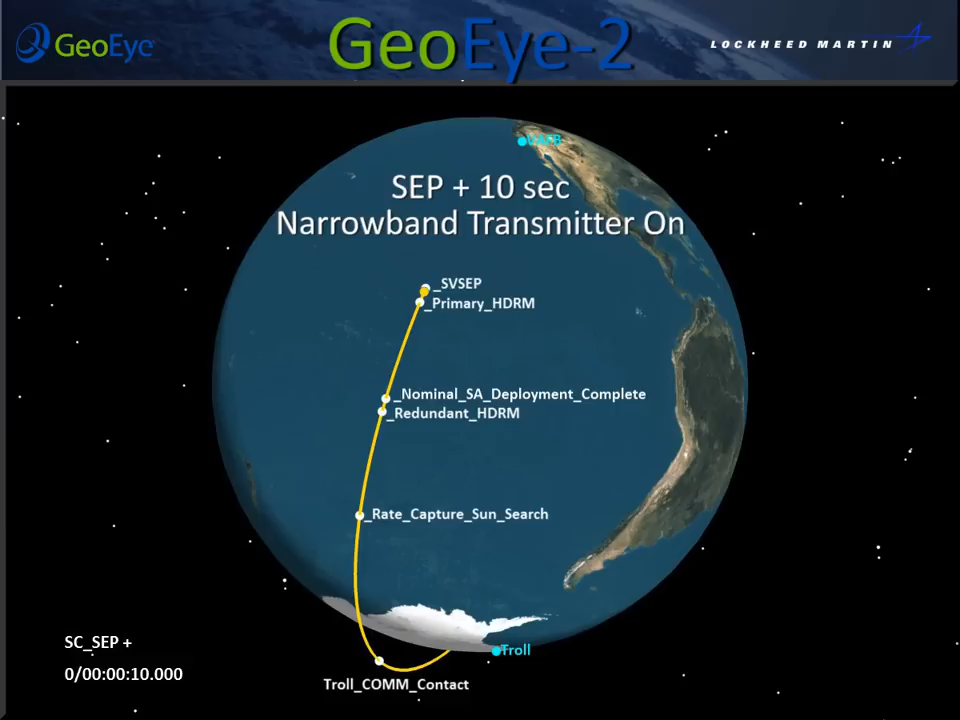 GeoEye
GeoEye-2
LOCKHEED MARTIN
VAFB
SEP + 10 sec
Narrowband Transmitter On
_SVSEP
_Primary_HDRM
_Nominal_SA_Deployment_Complete
_Redundant_HDRM
_Rate_Capture_Sun_Search
SC_SEP +
Troll
0/00:00:10.000
Troll_COMM_Contact